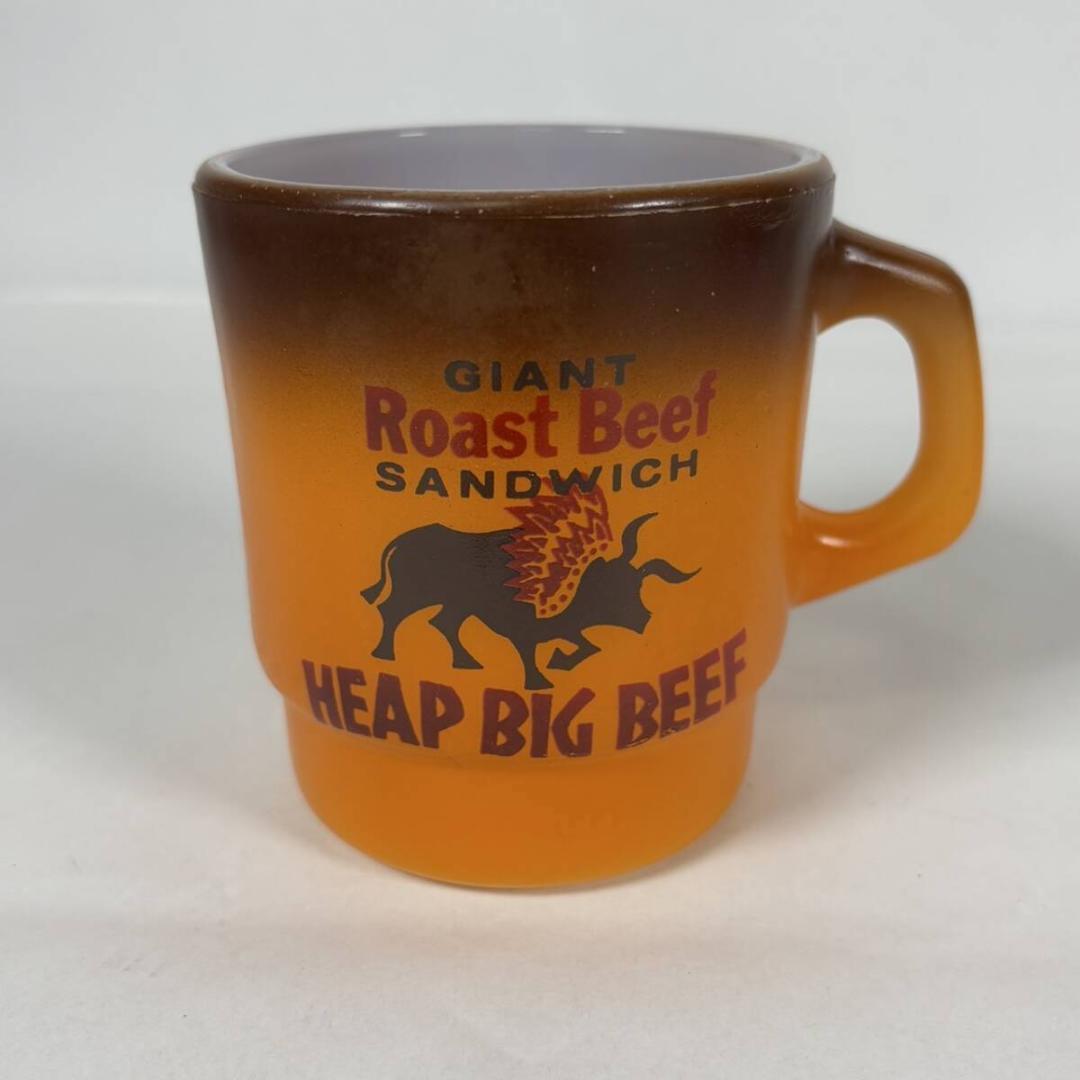 GIANT
Roast Beef
SANDWICH
HEAP BIG BEEF